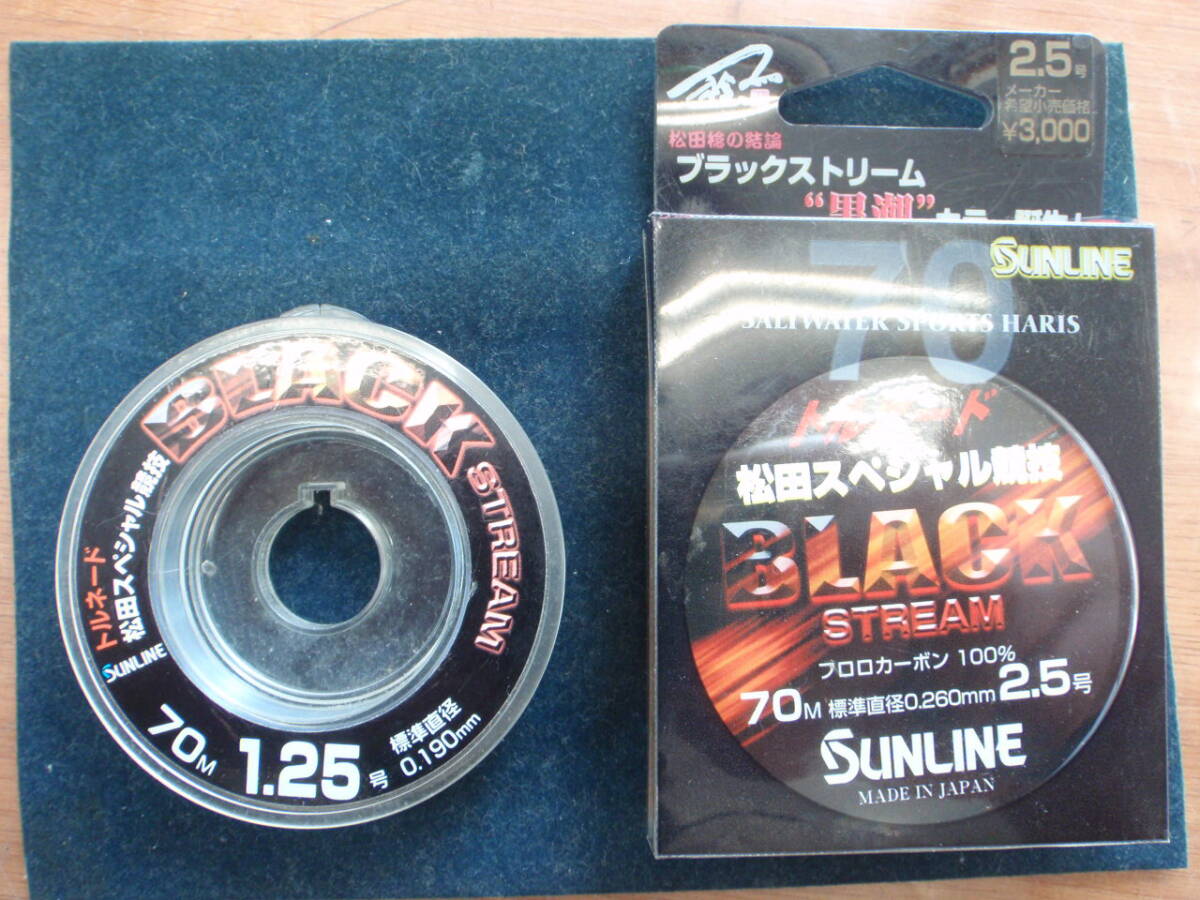 BLACK STREAM
トルネード
松田スペシャル競技
SUNLINE
70M
1.25号
標準直径
0.190mm
2.5号
メーカー
希望小売価格
¥3,000
松田稔の結論
ブラックストリーム
“黒潮”
70
SUNLINE
SALTWATER SPORTS HARIS
トルネード
松田スペシャル競技
BLACK
STREAM
フロロカーボン 100%
70M 標準直径0.260mm 2.5号
SUNLINE
MADE IN JAPAN